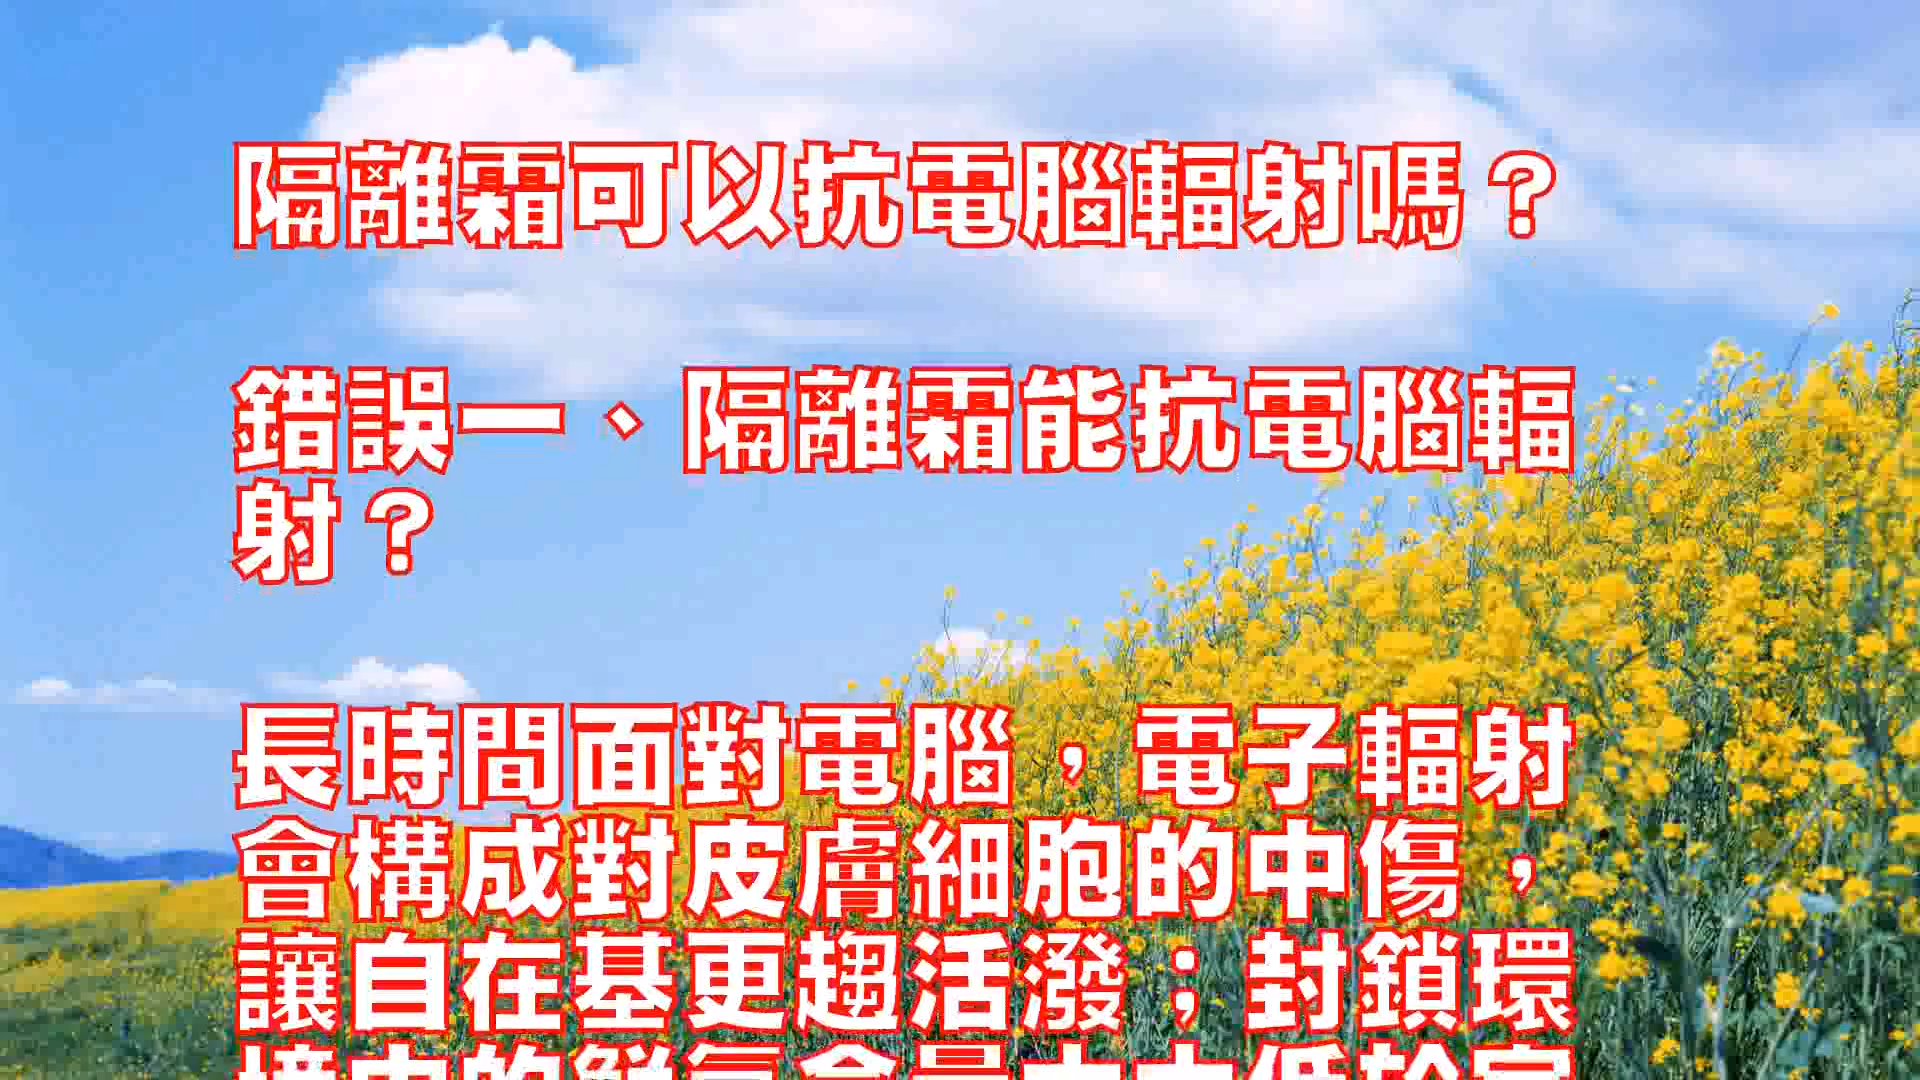 隔離霜可以抗電腦輻射嗎？
錯誤一、隔離霜能抗電腦輻
射？
長時間面對電腦，電子輻射
會構成對皮膚細胞的中傷，
讓自在基更趨活潑；封鎖環